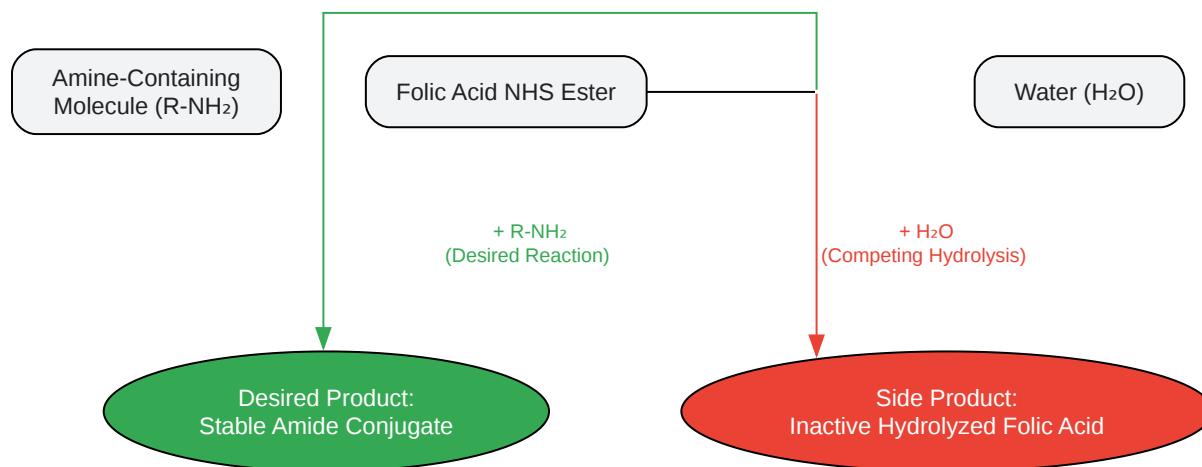 Amine-Containing
Molecule (R-NH₂)
Folic Acid NHS Ester
Water (H₂O)
+ R-NH₂
(Desired Reaction)
+ H₂O
(Competing Hydrolysis)
Desired Product:
Stable Amide Conjugate
Side Product:
Inactive Hydrolyzed Folic Acid